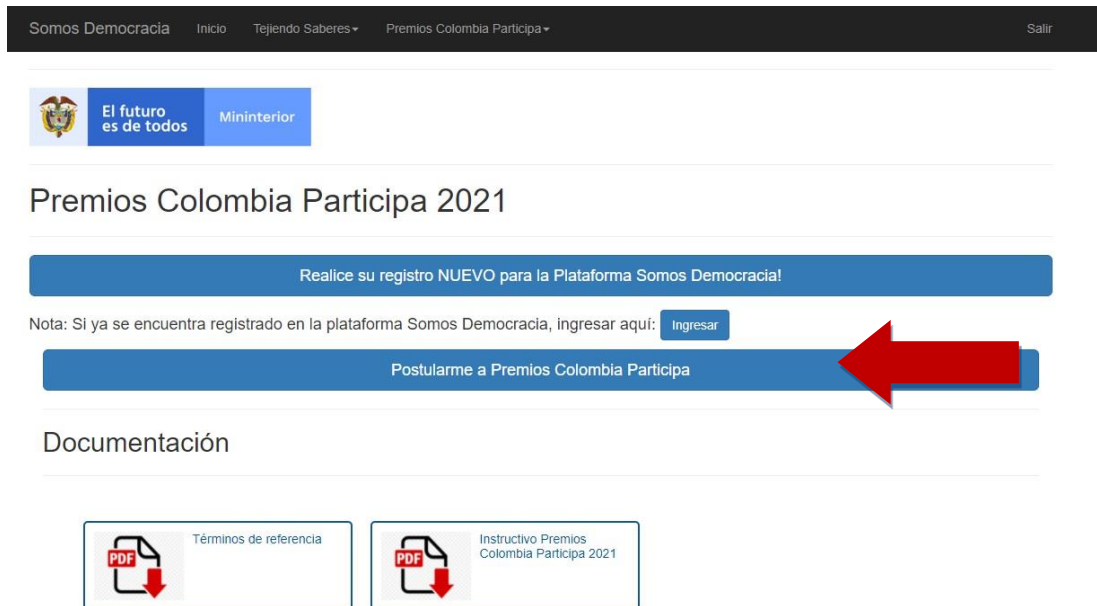 Somos Democracia Inicio Tejiendo Saberes Premios Colombia Participa Salir
El futuro
es de todos
Mininterior
Premios Colombia Participa 2021
Realice su registro NUEVO para la Plataforma Somos Democracia!
Nota: Si ya se encuentra registrado en la plataforma Somos Democracia, ingresar aquí: Ingresar
Postularme a Premios Colombia Participa
Documentación
PDF
Términos de referencia
PDF
Instructivo Premios
Colombia Participa 2021